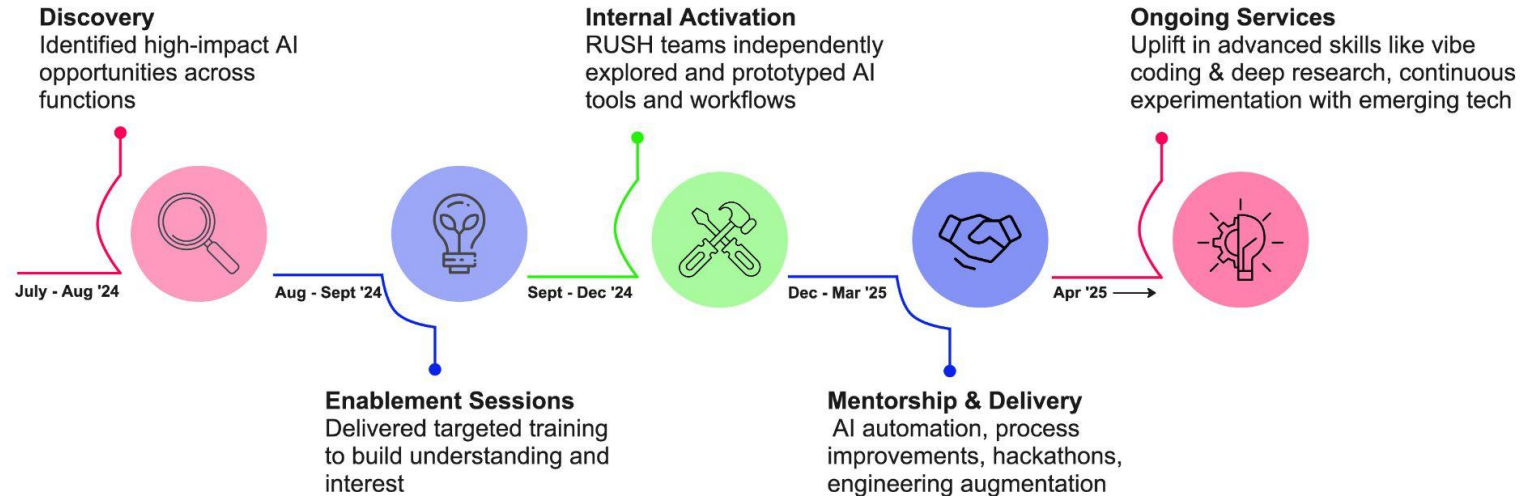 Discovery
Identified high-impact AI
opportunities across
functions
Internal Activation
RUSH teams independently
explored and prototyped AI
tools and workflows
Ongoing Services
Uplift in advanced skills like vibe
coding & deep research, continuous
experimentation with emerging tech
July - Aug '24
Aug - Sept '24
Sept - Dec '24
Dec - Mar '25
Apr '25
Enablement Sessions
Delivered targeted training
to build understanding and
interest
Mentorship & Delivery
AI automation, process
improvements, hackathons,
engineering augmentation